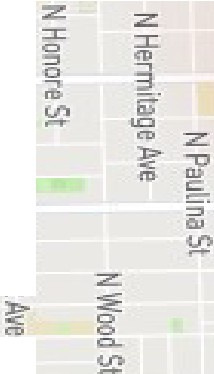 N Honore St
N Hermitage Ave
N Paulina St
N Wood St
Ave